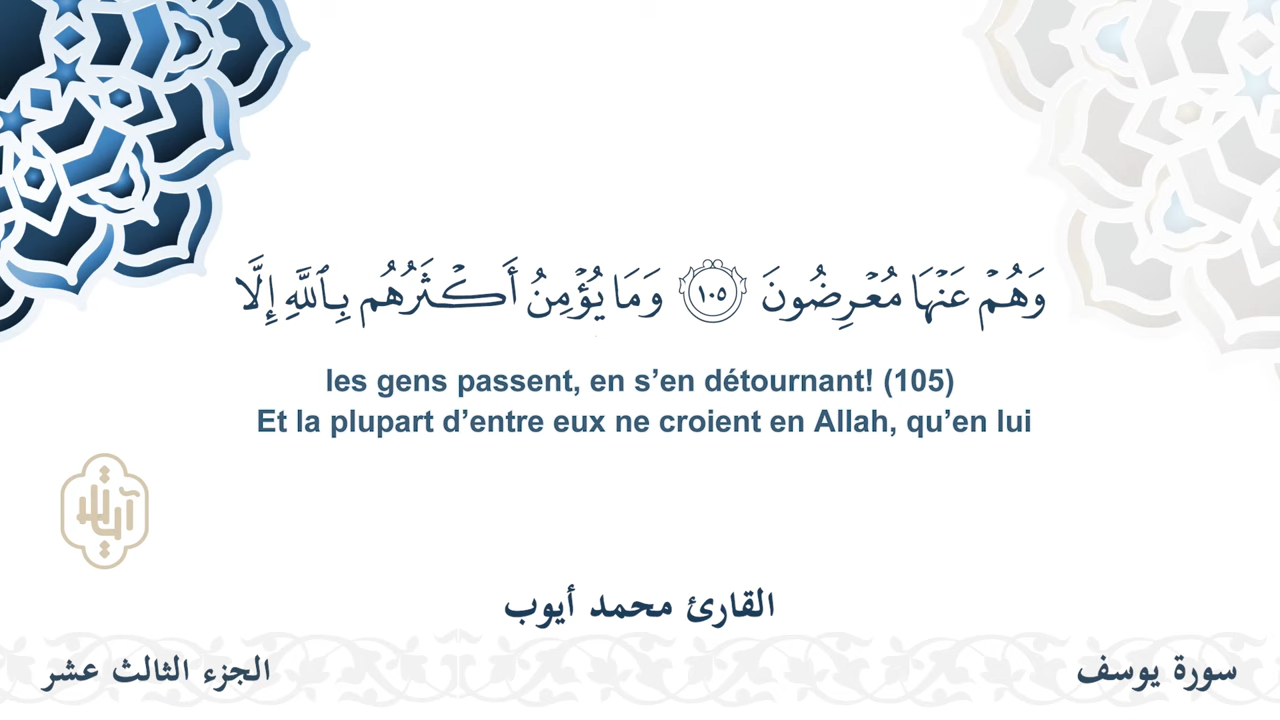 وَهُمۡ عَنۡهَا مُعۡرِضُونَ ١٠٥ وَمَا يُؤۡمِنُ أَكۡثَرُهُم بِٱللَّهِ إِلَّا
les gens passent, en s’en détournant! (105)
Et la plupart d’entre eux ne croient en Allah, qu’en lui
آيات
القارئ محمد أيوب
الجزء الثالث عشر
سورة يوسف